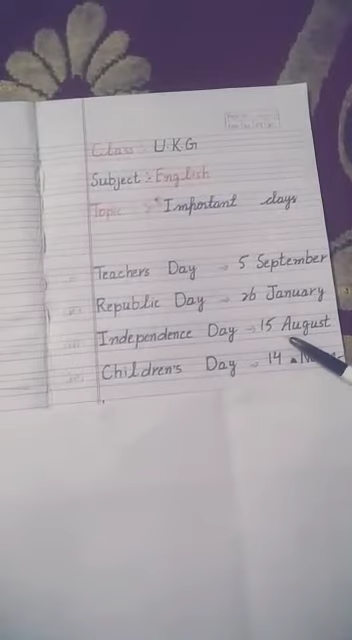 Class : U.K.G
Subject :- English
Topic :- Important days
Teachers Day → 5 September
Republic Day → 26 January
Independence Day → 15 August
Children's Day → 14